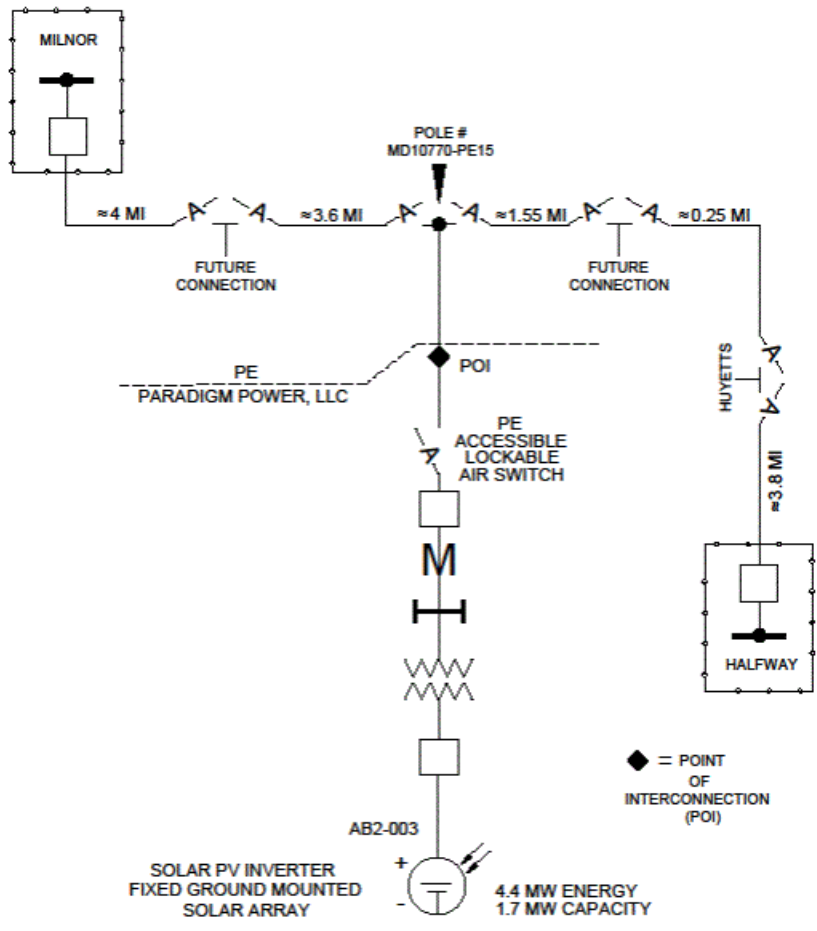 MILNOR
POLE #
MD10770-PE15
≈4 MI
A
A
≈3.6 MI
A
A
≈1.55 MI
A
A
≈0.25 MI
FUTURE
CONNECTION
FUTURE
CONNECTION
PE
POI
PARADIGM POWER, LLC
A
HUYETTS
A
PE
ACCESSIBLE
LOCKABLE
AIR SWITCH
A
≈3.8 MI
M
HALFWAY
= POINT
OF
INTERCONNECTION
(POI)
AB2-003
SOLAR PV INVERTER
FIXED GROUND MOUNTED
SOLAR ARRAY
+
-
4.4 MW ENERGY
1.7 MW CAPACITY